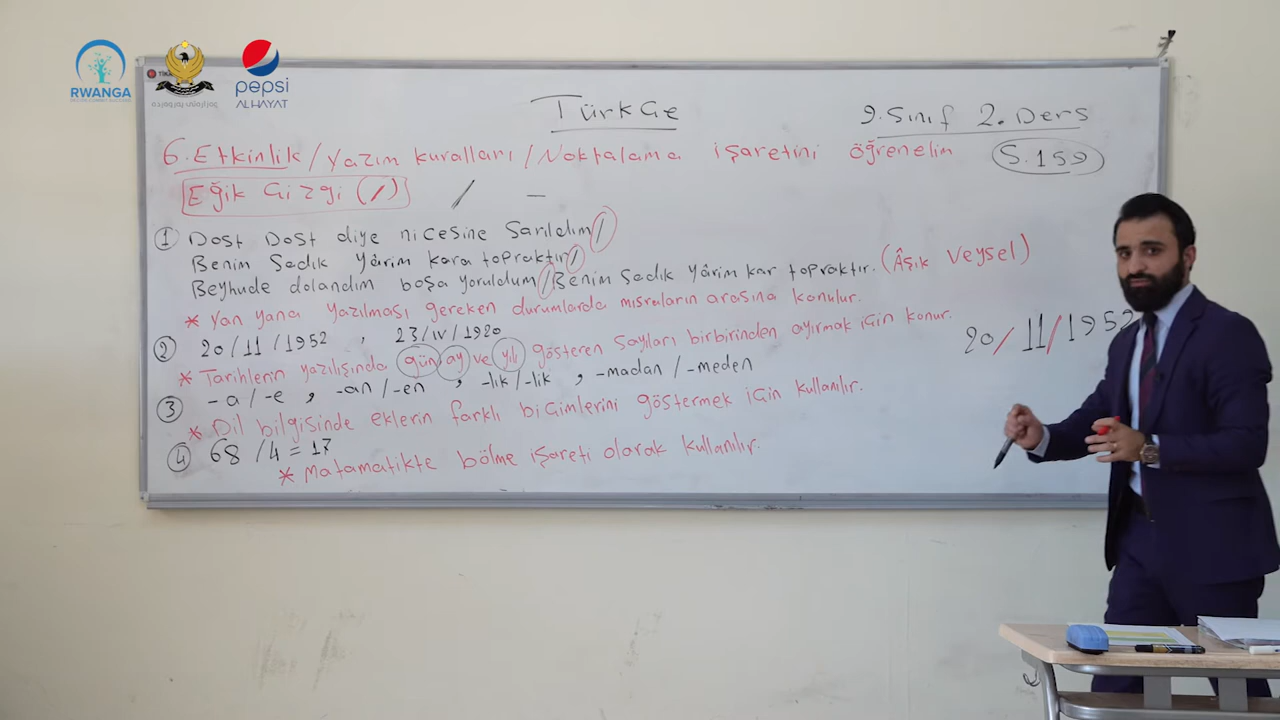 RWANGA
pepsi
ALHAYAT
Türkçe
9. Sınıf 2. Ders
6. Etkinlik / Yazım kuralları / Noktalama işaretini öğrenelim
S. 159
Eğik Çizgi (/)
/ –
① Dost Dost diye nicesine sarıldım /
Benim Sadık Yârim kara topraktır /
Beyhude dolandım boşa yoruldum / Benim Sadık Yârim kar topraktır. (Âşık Veysel)
* Yan yana yazılması gereken durumlarda mısraların arasına konulur.
② 20/11/1952 , 23/IV/1920
* Tarihlerin yazılışında gün ay ve yılı gösteren sayıları birbirinden ayırmak için konur.
20/11/1952
③ -a / -e , -an / -en , -lık / -lik , -madan / -meden
* Dil bilgisinde eklerin farklı biçimlerini göstermek için kullanılır.
④ 68 / 4 = 17
* Matamatikte bölme işareti olarak kullanılır.